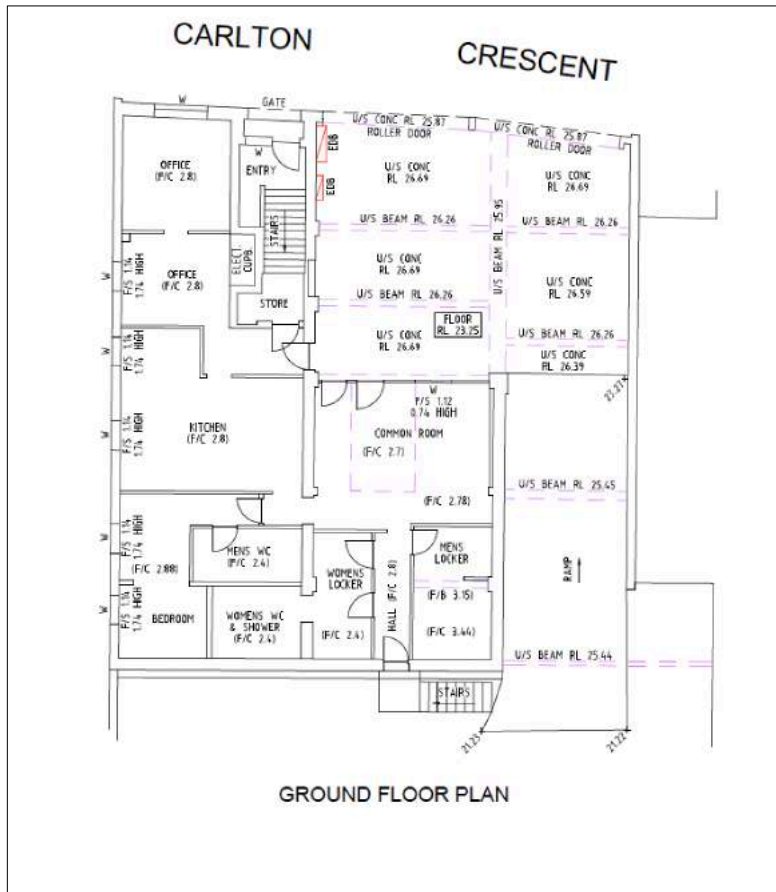 CARLTON
CRESCENT
W
GATE
U/S CONC RL 25.87
ROLLER DOOR
U/S CONC RL 25.87
ROLLER DOOR
EDB
EDB
OFFICE
(F/C 2.8)
W
ENTRY
U/S CONC
RL 26.69
U/S CONC
RL 26.69
STAIRS
U/S BEAM RL 26.26
U/S BEAM RL 25.95
U/S BEAM RL 26.26
W
F/S 1.14
1.74 HIGH
OFFICE
(F/C 2.8)
ELECT.
CUPB.
STORE
U/S CONC
RL 26.69
U/S CONC
RL 26.59
U/S BEAM RL 26.26
FLOOR
RL 23.25
U/S CONC
RL 26.69
U/S BEAM RL 26.26
U/S CONC
RL 26.39
W
F/S 1.14
1.74 HIGH
W
F/S 1.12
0.74 HIGH
COMMON ROOM
(F/C 2.7)
(F/C 2.78)
W
F/S 1.14
1.74 HIGH
KITCHEN
(F/C 2.8)
U/S BEAM RL 25.45
RAMP
W
F/S 1.14
1.74 HIGH
(F/C 2.88)
MENS WC
(F/C 2.4)
WOMENS
LOCKER
(F/C 2.4)
HALL (F/C 2.8)
MENS
LOCKER
(F/B 3.15)
(F/C 3.44)
W
F/S 1.14
1.74 HIGH
BEDROOM
WOMENS WC
& SHOWER
(F/C 2.4)
U/S BEAM RL 25.44
STAIRS
21.23
21.22
GROUND FLOOR PLAN